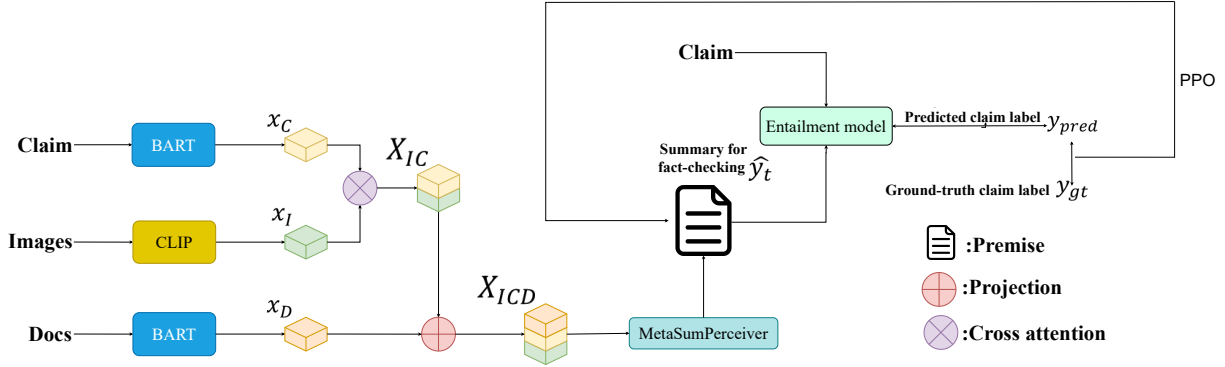 Claim
BART
x_C
X_IC
Images
CLIP
x_I
Docs
BART
x_D
X_ICD
MetaSumPerceiver
Summary for
fact-checking ŷ_t
Claim
Entailment model
Predicted claim label y_pred
Ground-truth claim label y_gt
PPO
:Premise
:Projection
:Cross attention